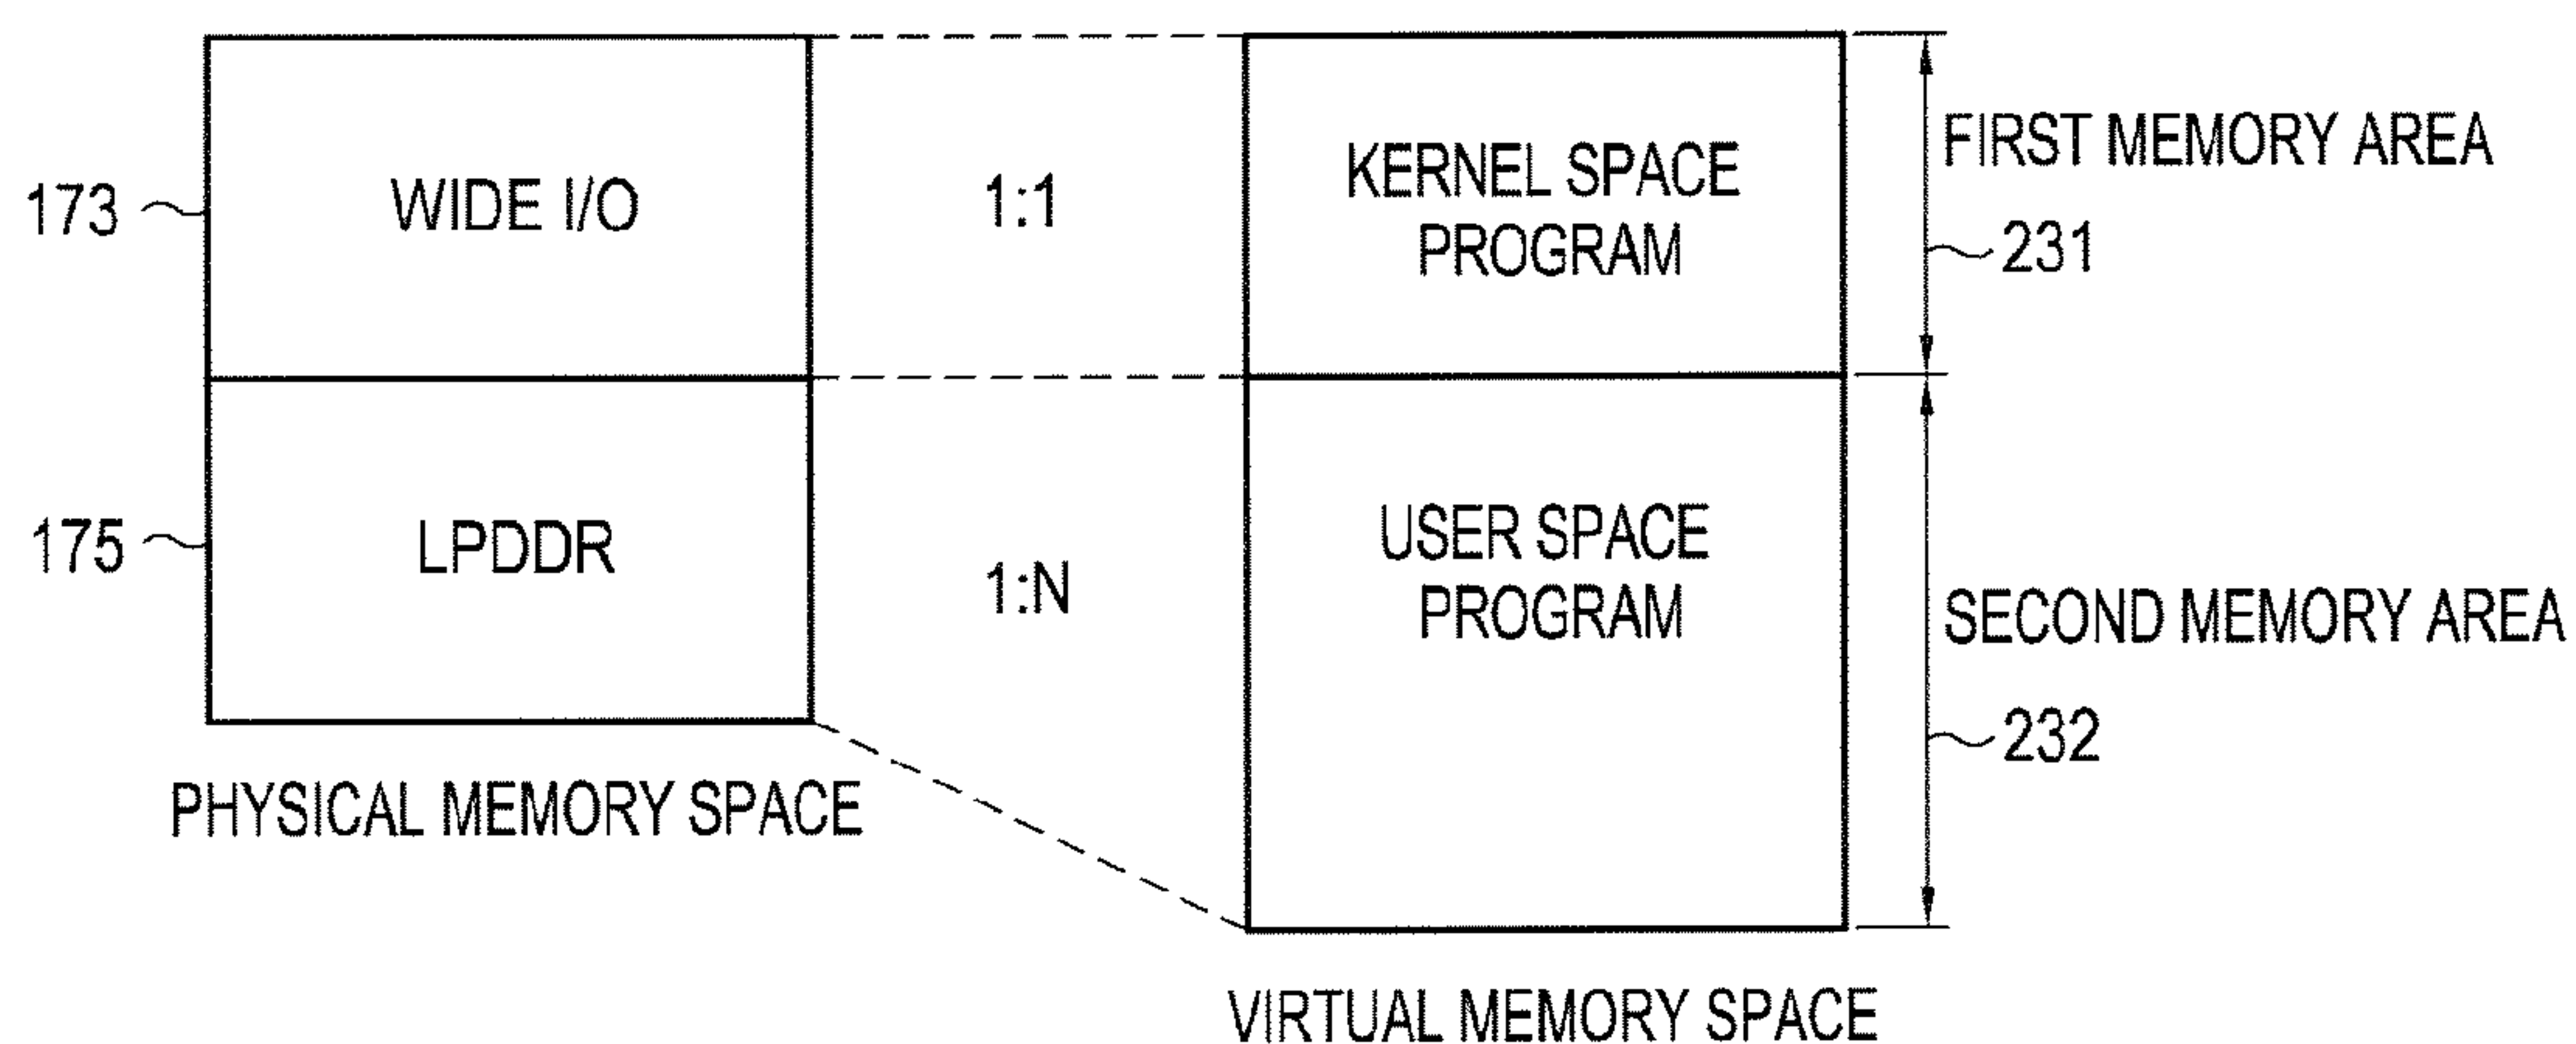 173
WIDE I/O
1:1
KERNEL SPACE
PROGRAM
FIRST MEMORY AREA
231
175
LPDDR
1:N
USER SPACE
PROGRAM
SECOND MEMORY AREA
232
PHYSICAL MEMORY SPACE
VIRTUAL MEMORY SPACE